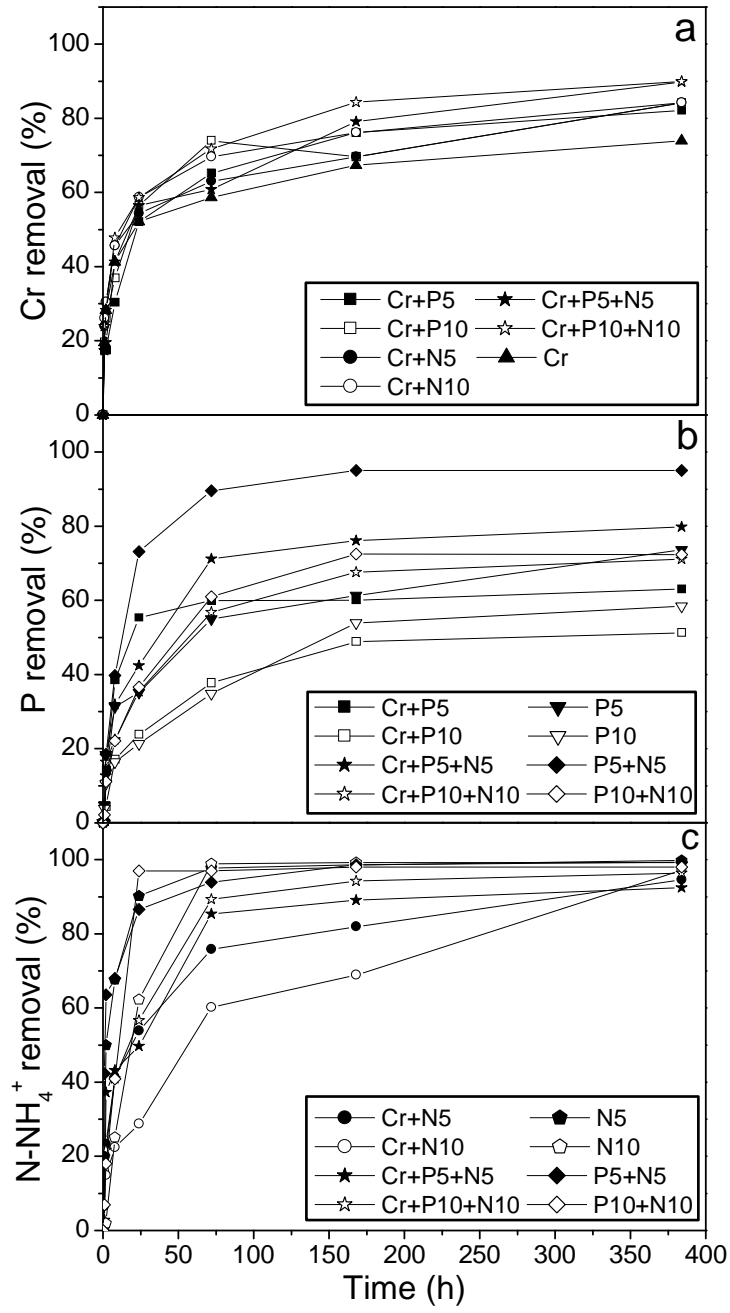 a
100
80
60
40
20
0
Cr removal (%)
Cr+P5
Cr+P10
Cr+N5
Cr+N10
Cr+P5+N5
Cr+P10+N10
Cr
b
100
80
60
40
20
0
P removal (%)
Cr+P5
Cr+P10
Cr+P5+N5
Cr+P10+N10
P5
P10
P5+N5
P10+N10
c
100
80
60
40
20
0
N-NH₄⁺ removal (%)
Cr+N5
Cr+N10
Cr+P5+N5
Cr+P10+N10
N5
N10
P5+N5
P10+N10
0 50 100 150 200 250 300 350 400
Time (h)